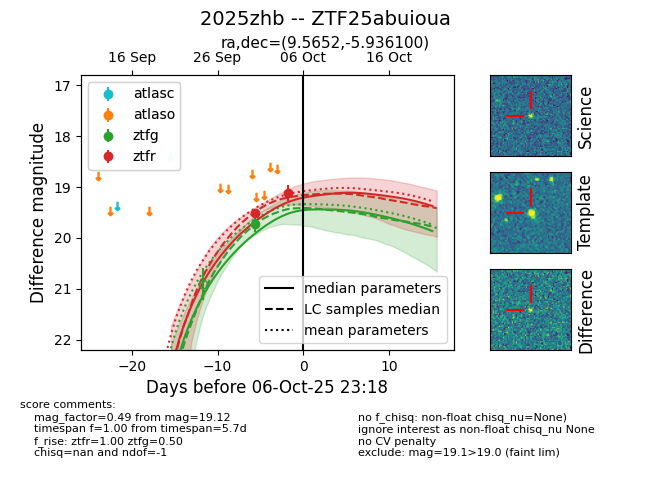 2025zhb -- ZTF25abuioua
ra,dec=(9.5652,-5.936100)
16 Sep 26 Sep 06 Oct 16 Oct
17
18
19
20
21
22
Difference magnitude
atlasc
atlaso
ztfg
ztfr
median parameters
LC samples median
mean parameters
−20 −10 0 10
Days before 06-Oct-25 23:18
Science
Template
Difference
score comments:
mag_factor=0.49 from mag=19.12
timespan f=1.00 from timespan=5.7d
f_rise: ztfr=1.00 ztfg=0.50
chisq=nan and ndof=-1
no f_chisq: non-float chisq_nu=None)
ignore interest as non-float chisq_nu None
no CV penalty
exclude: mag=19.1>19.0 (faint lim)